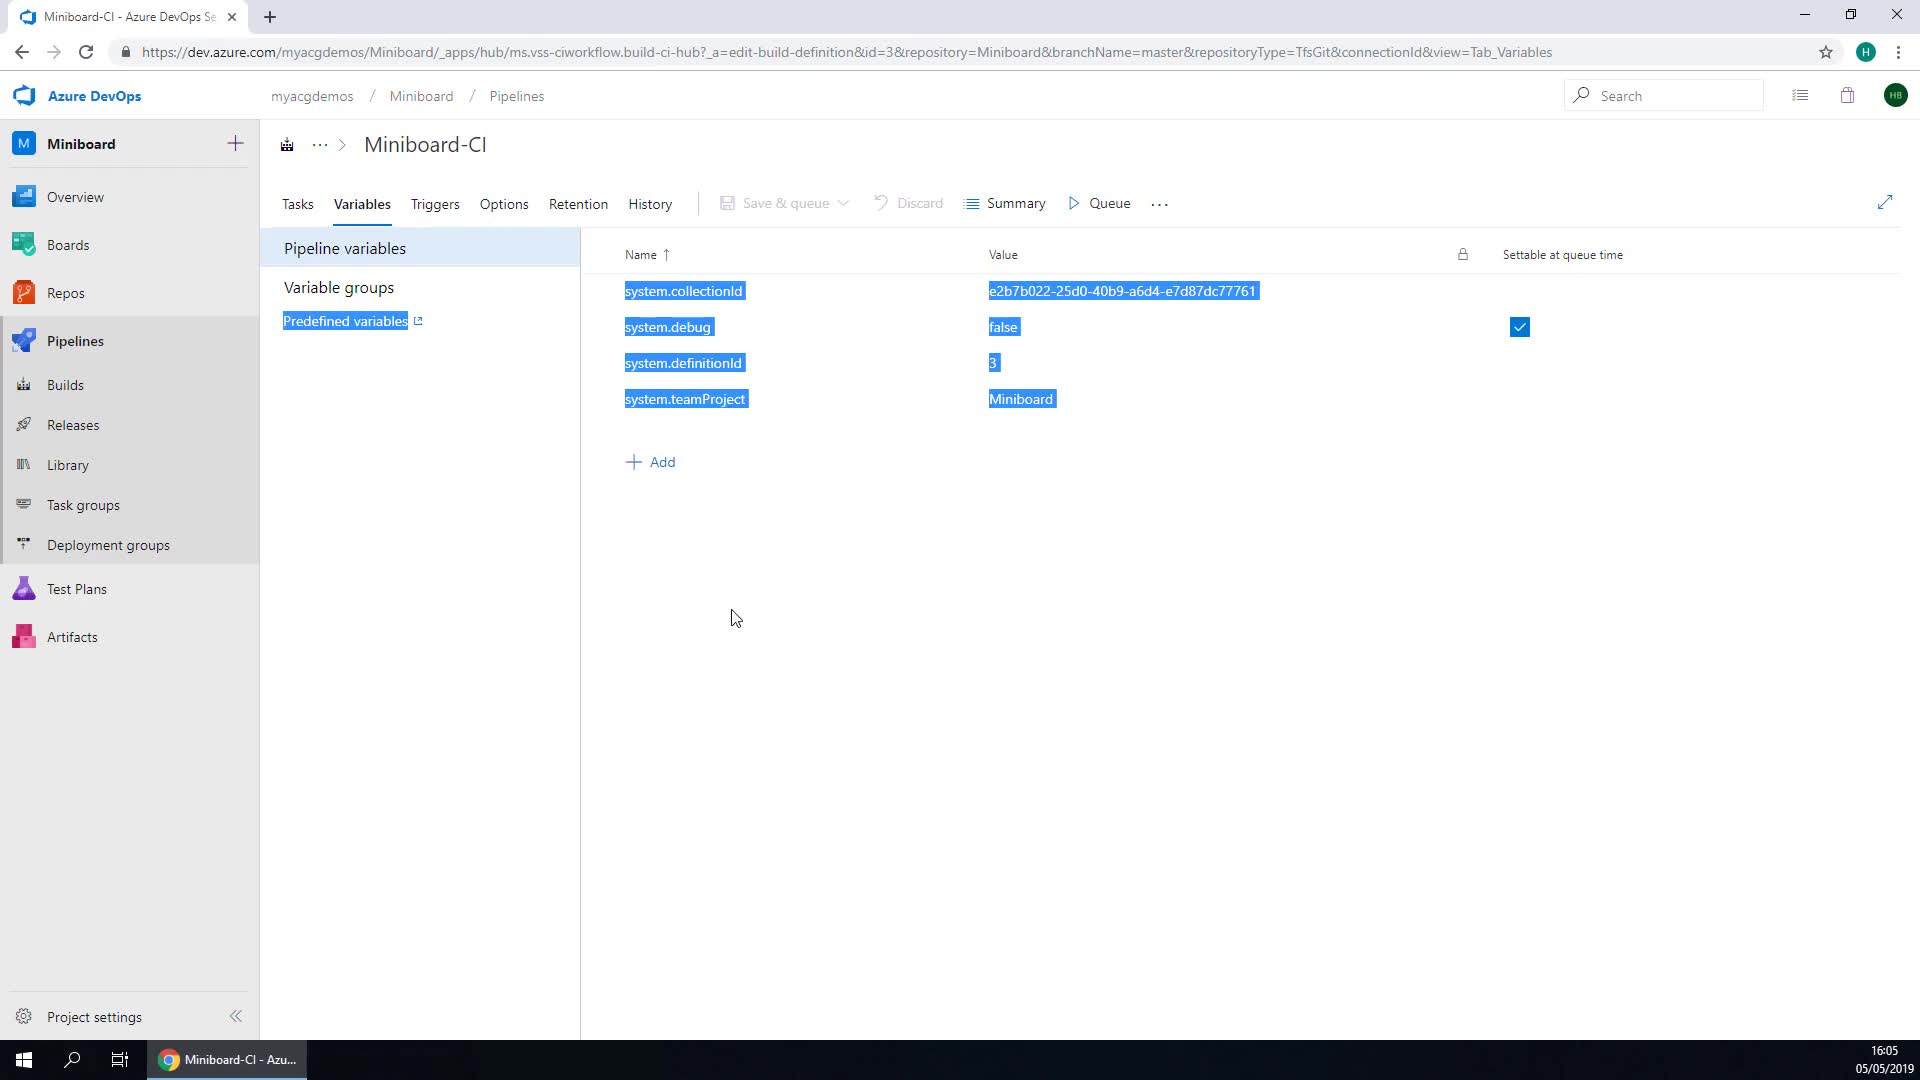 Miniboard-CI - Azure DevOps Se
https://dev.azure.com/myacgdemos/Miniboard/_apps/hub/ms.vss-ciworkflow.build-ci-hub?_a=edit-build-definition&id=3&repository=Miniboard&branchName=master&repositoryType=TfsGit&connectionId&view=Tab_Variables
H
Azure DevOps
myacgdemos / Miniboard / Pipelines
Search
HB
M Miniboard
Miniboard-CI
Overview
Boards
Repos
Pipelines
Builds
Releases
Library
Task groups
Deployment groups
Test Plans
Artifacts
Project settings
Tasks Variables Triggers Options Retention History Save & queue Discard Summary Queue ...
Pipeline variables
Variable groups
Predefined variables
Name ↑ Value Settable at queue time
system.collectionId e2b7b022-25d0-40b9-a6d4-e7d87dc77761
system.debug false
system.definitionId 3
system.teamProject Miniboard
+ Add
Miniboard-CI - Azu...
16:05
05/05/2019